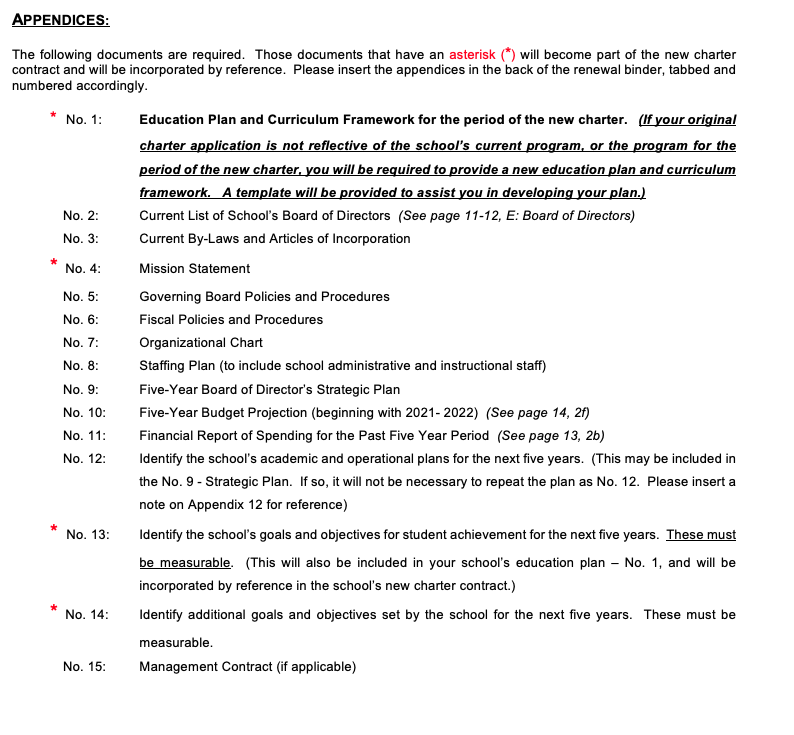 APPENDICES:
The following documents are required. Those documents that have an asterisk (*) will become part of the new charter
contract and will be incorporated by reference. Please insert the appendices in the back of the renewal binder, tabbed and
numbered accordingly.
* No. 1: Education Plan and Curriculum Framework for the period of the new charter. (If your original
charter application is not reflective of the school's current program, or the program for the
period of the new charter, you will be required to provide a new education plan and curriculum
framework. A template will be provided to assist you in developing your plan.)
No. 2: Current List of School's Board of Directors (See page 11-12, E: Board of Directors)
No. 3: Current By-Laws and Articles of Incorporation
* No. 4: Mission Statement
No. 5: Governing Board Policies and Procedures
No. 6: Fiscal Policies and Procedures
No. 7: Organizational Chart
No. 8: Staffing Plan (to include school administrative and instructional staff)
No. 9: Five-Year Board of Director's Strategic Plan
No. 10: Five-Year Budget Projection (beginning with 2021- 2022) (See page 14, 2f)
No. 11: Financial Report of Spending for the Past Five Year Period (See page 13, 2b)
No. 12: Identify the school's academic and operational plans for the next five years. (This may be included in
the No. 9 - Strategic Plan. If so, it will not be necessary to repeat the plan as No. 12. Please insert a
note on Appendix 12 for reference)
* No. 13: Identify the school's goals and objectives for student achievement for the next five years. These must
be measurable. (This will also be included in your school's education plan – No. 1, and will be
incorporated by reference in the school's new charter contract.)
* No. 14: Identify additional goals and objectives set by the school for the next five years. These must be
measurable.
No. 15: Management Contract (if applicable)